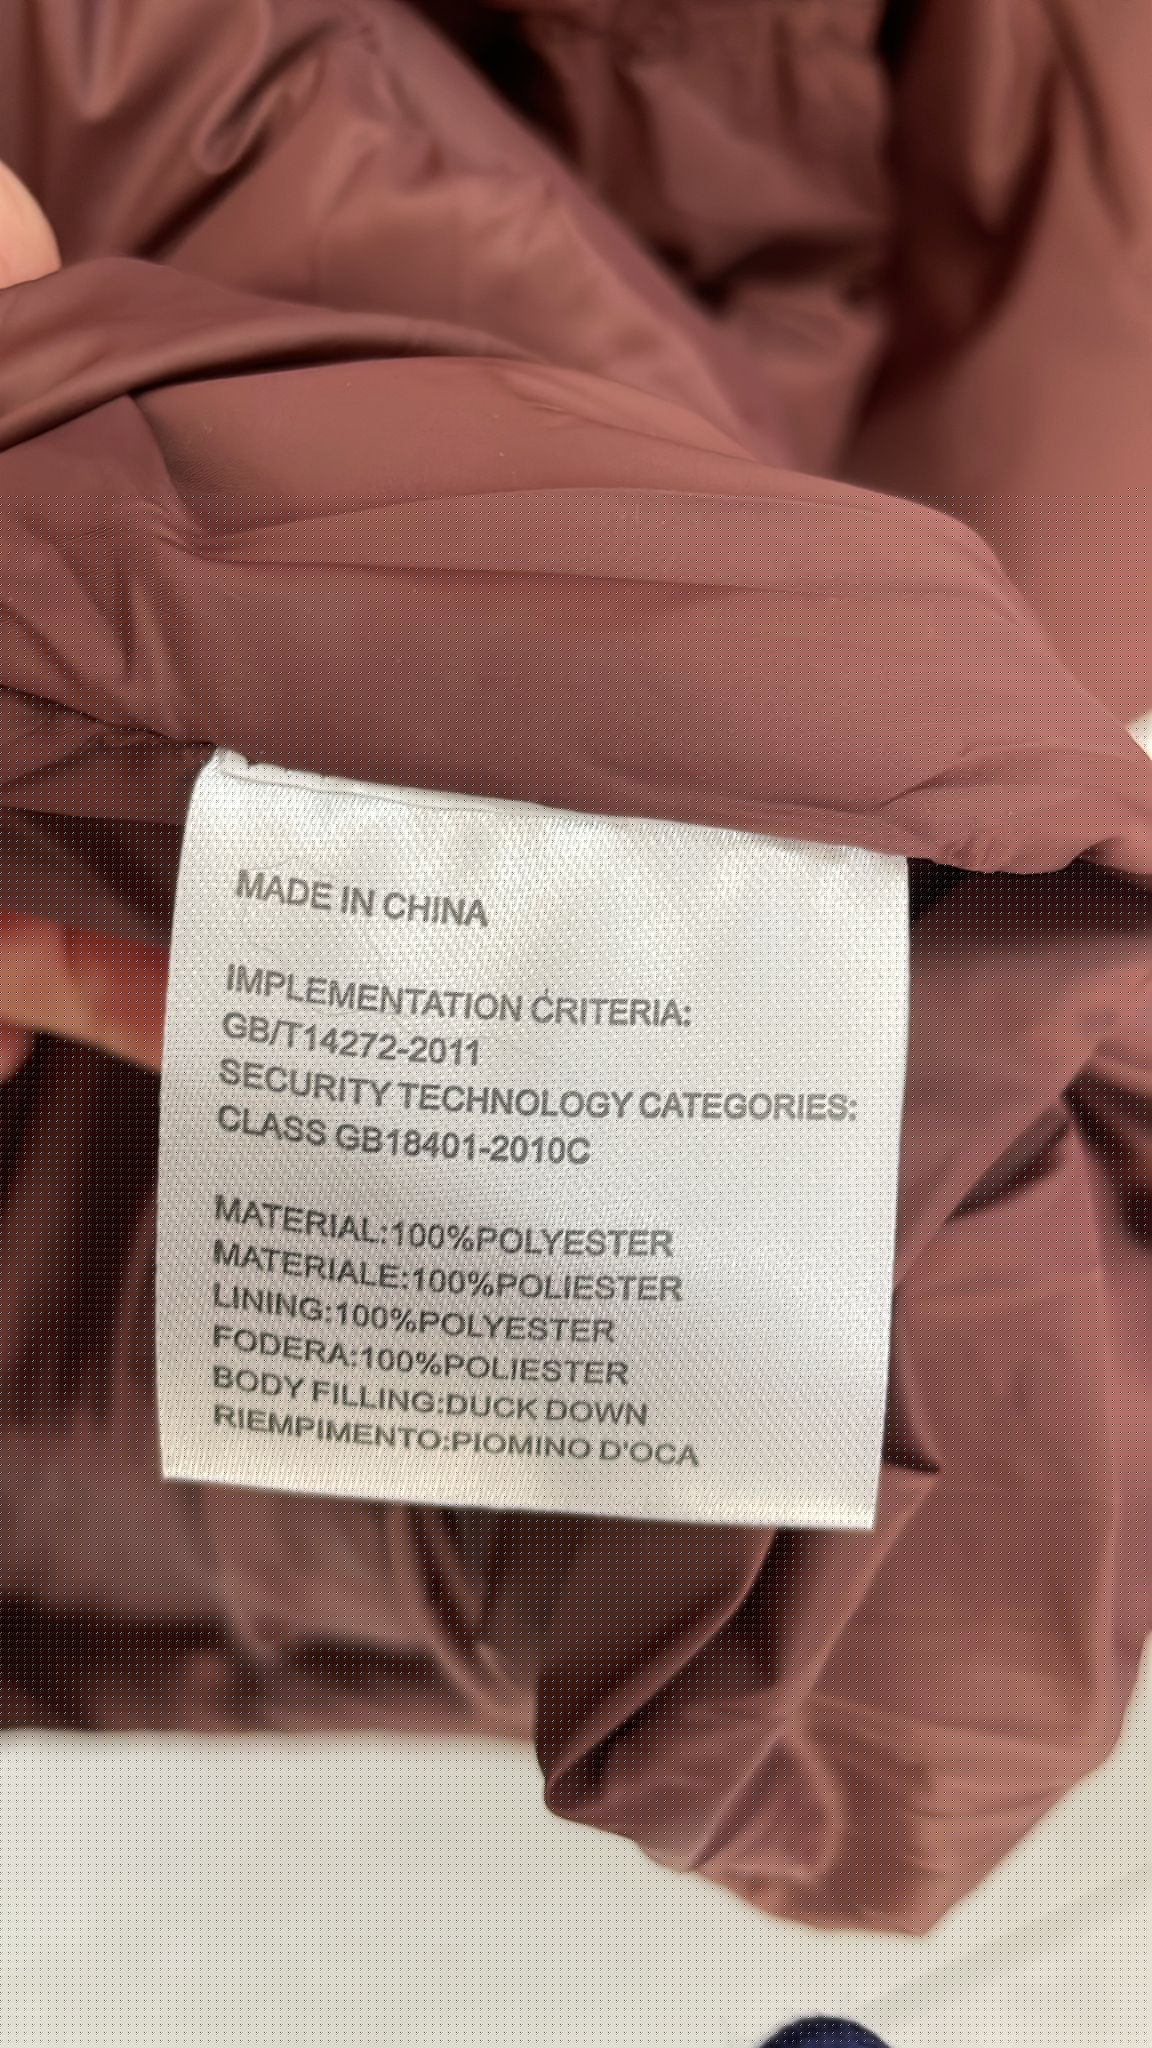 MADE IN CHINA
IMPLEMENTATION CRITERIA:
GB/T14272-2011
SECURITY TECHNOLOGY CATEGORIES:
CLASS GB18401-2010C
MATERIAL:100%POLYESTER
MATERIALE:100%POLIESTER
LINING:100%POLYESTER
FODERA:100%POLIESTER
BODY FILLING:DUCK DOWN
RIEMPIMENTO:PIOMINO D'OCA